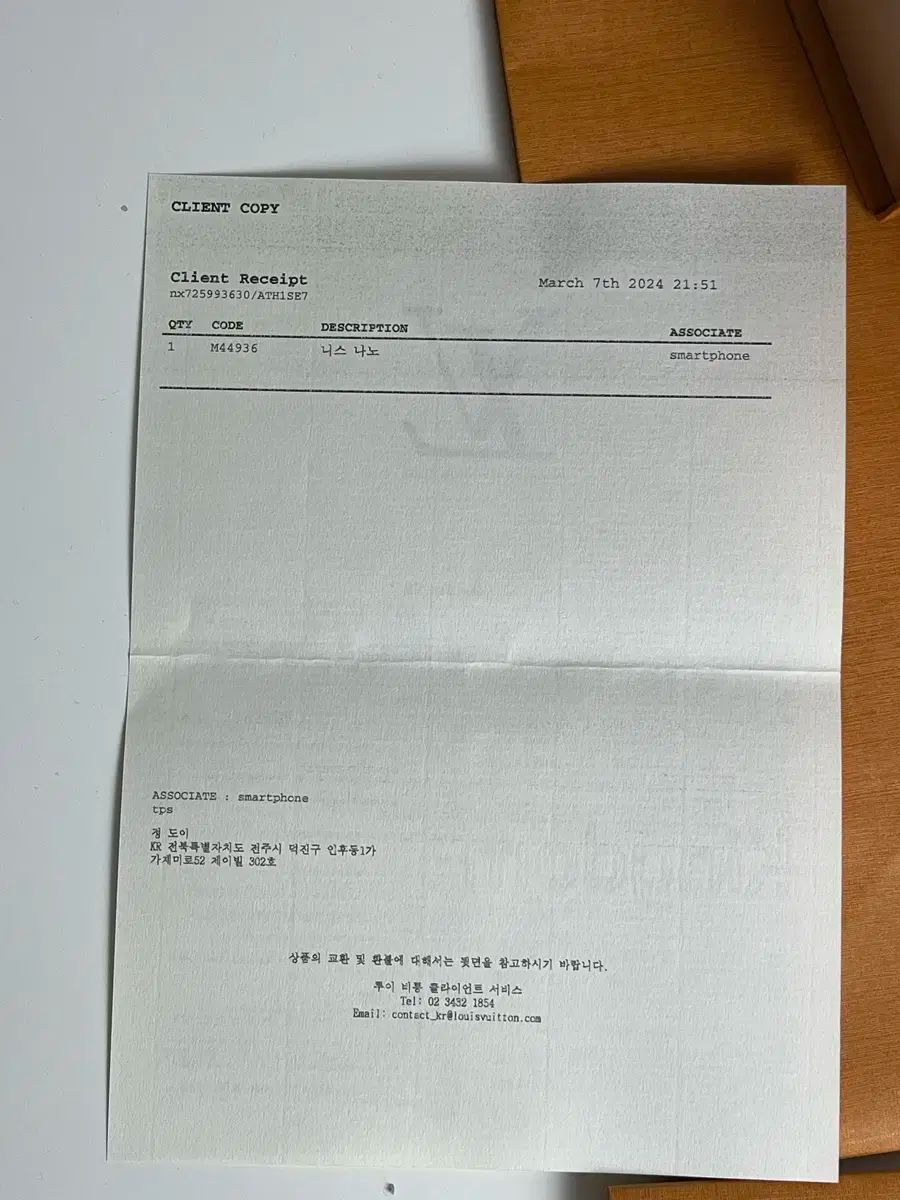 CLIENT COPY
Client Receipt March 7th 2024 21:51
nx725993630/ATH1SE7
QTY CODE DESCRIPTION ASSOCIATE
1 M44936 니스 나노 smartphone
ASSOCIATE : smartphone
tps
정 도이
KR 전북특별자치도 전주시 덕진구 인후동1가
가재미로52 제이빌 302호
상품의 교환 및 환불에 대해서는 뒷면을 참고하시기 바랍니다.
루이 비통 클라이언트 서비스
Tel: 02 3432 1854
Email: contact_kr@louisvuitton.com